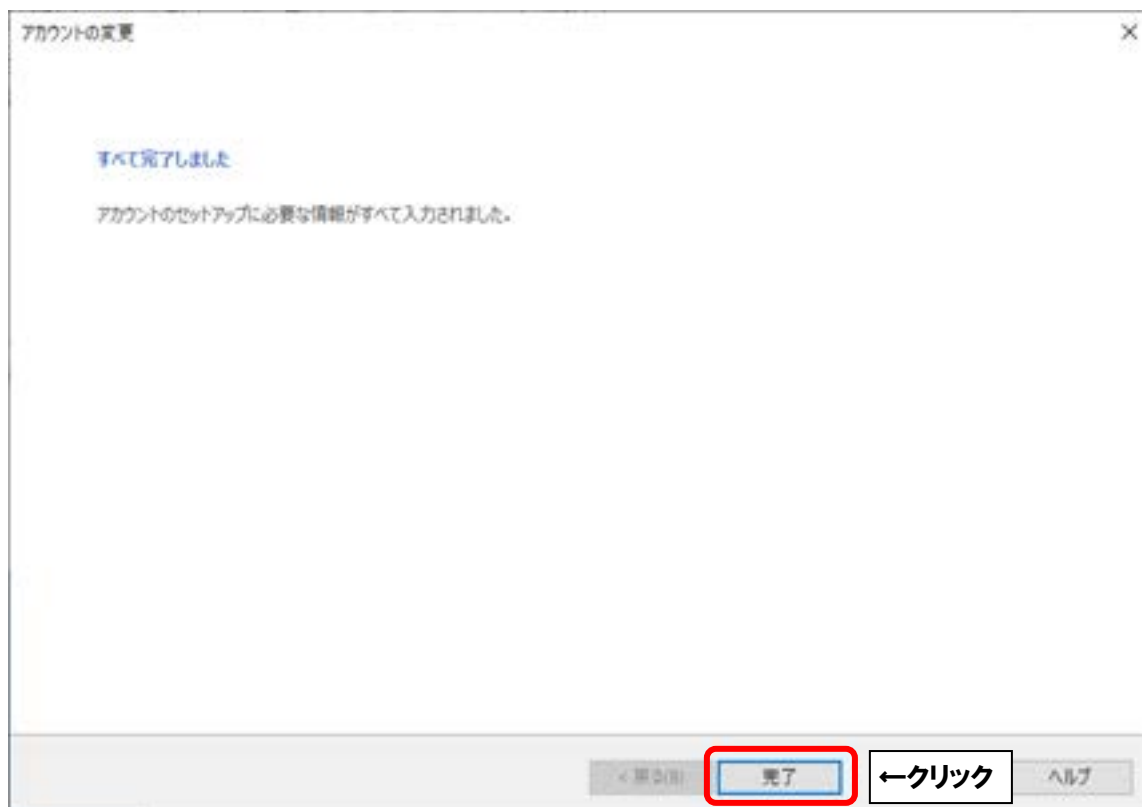 アカウントの変更
×
すべて完了しました
アカウントのセットアップに必要な情報がすべて入力されました。
< 戻る(B)
完了
←クリック
ヘルプ